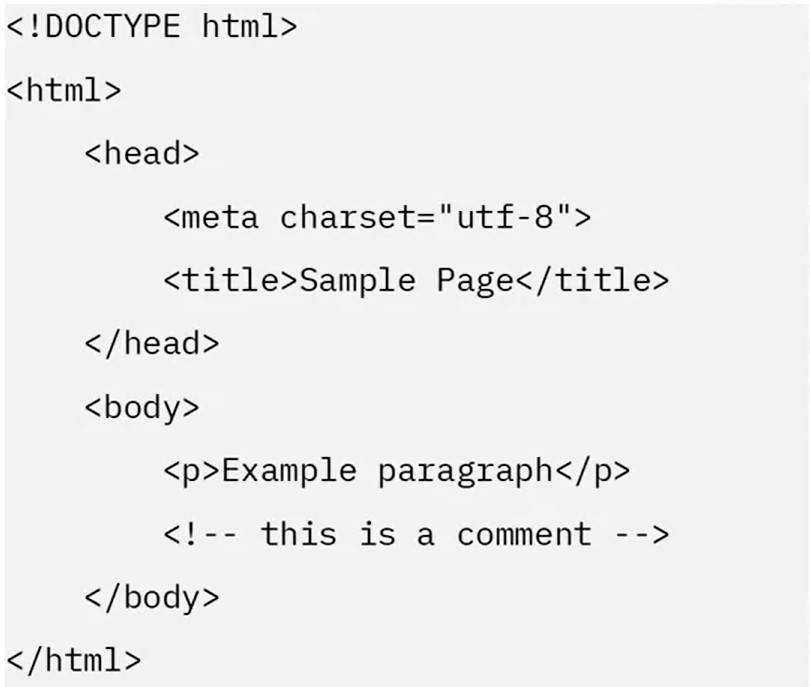 <!DOCTYPE html>
<html>
    <head>
        <meta charset="utf-8">
        <title>Sample Page</title>
    </head>
    <body>
        <p>Example paragraph</p>
        <!-- this is a comment -->
    </body>
</html>